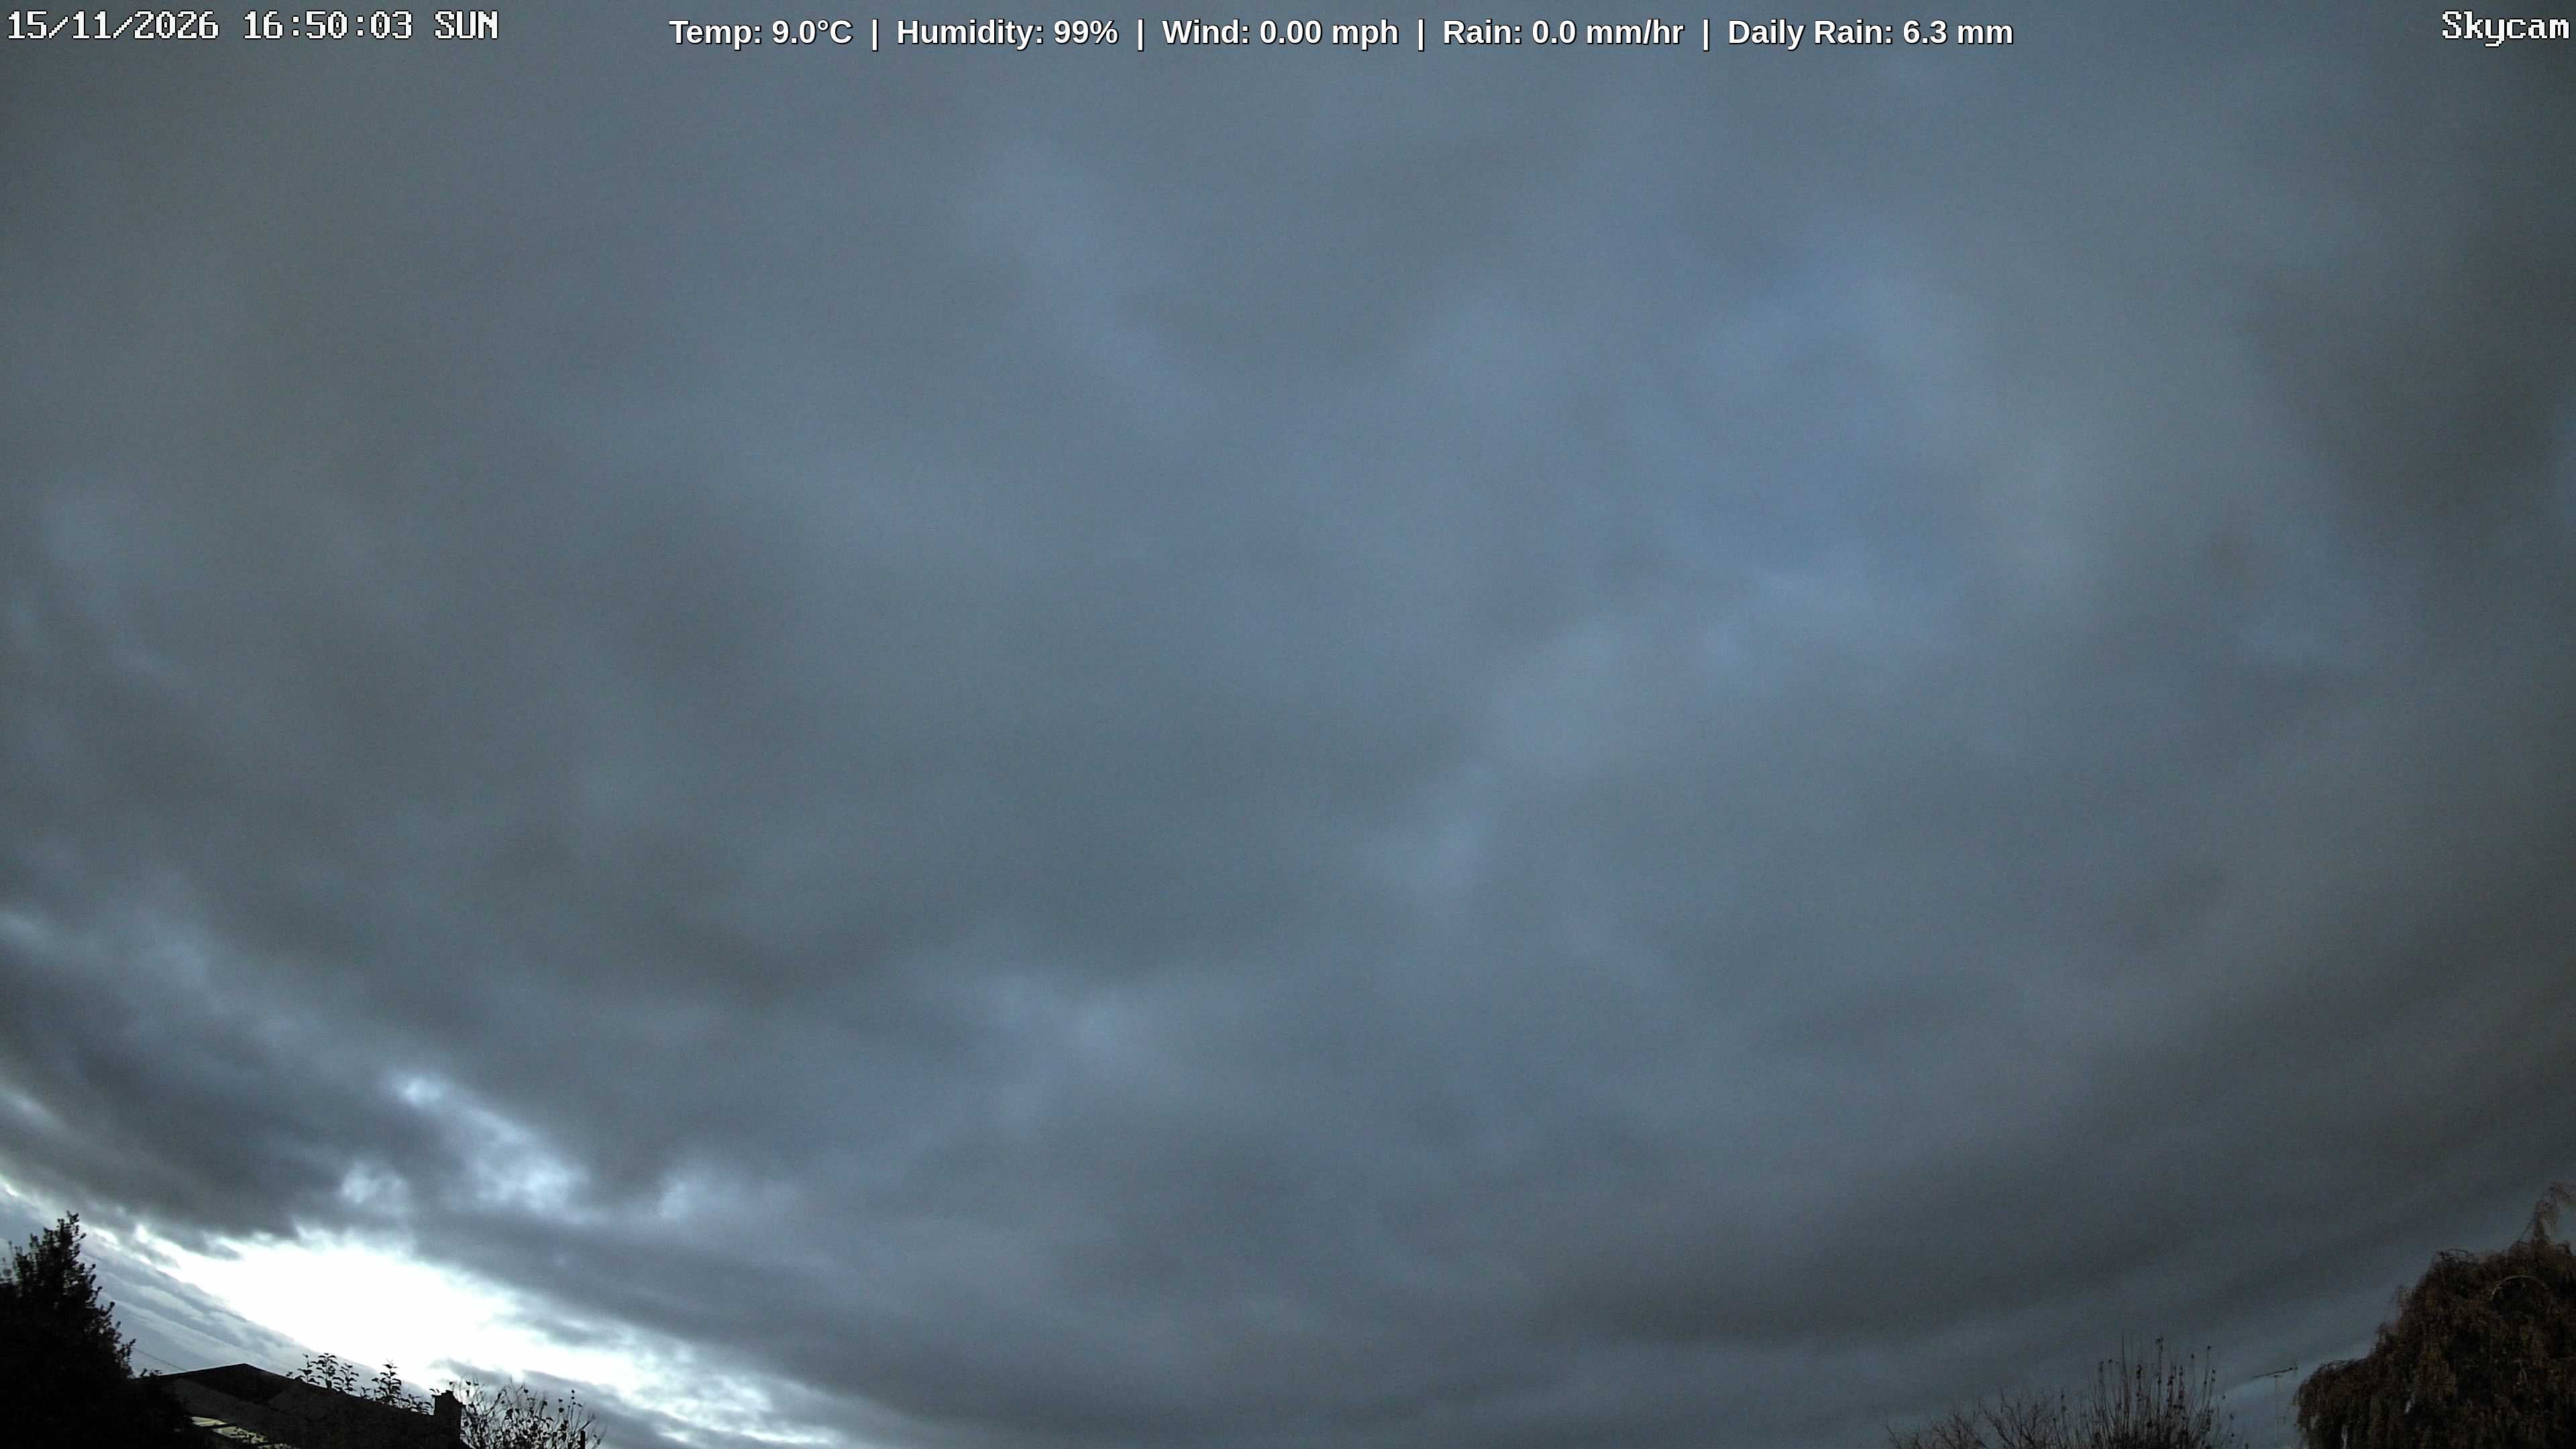 15/11/2026 16:50:03 SUN
Temp: 9.0°C | Humidity: 99% | Wind: 0.00 mph | Rain: 0.0 mm/hr | Daily Rain: 6.3 mm
Skycam